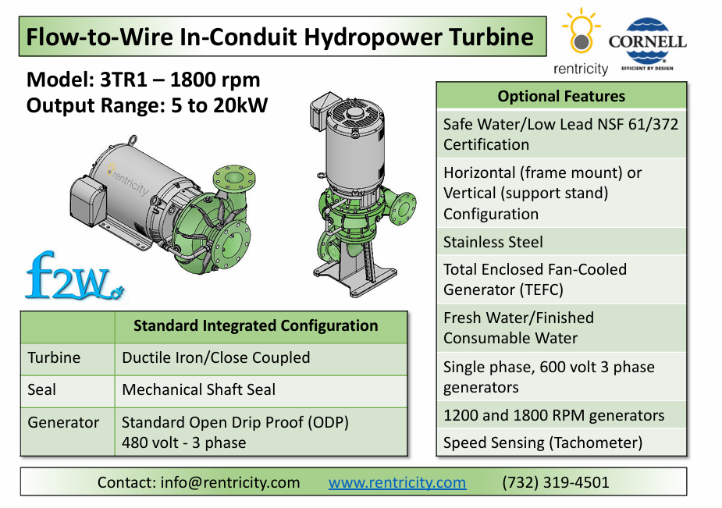 Flow-to-Wire In-Conduit Hydropower Turbine
rentricity
CORNELL
EFFICIENT BY DESIGN
Model: 3TR1 – 1800 rpm
Output Range: 5 to 20kW
rentricity
f2w
Standard Integrated Configuration
Turbine Ductile Iron/Close Coupled
Seal Mechanical Shaft Seal
Generator Standard Open Drip Proof (ODP)
480 volt - 3 phase
Optional Features
Safe Water/Low Lead NSF 61/372
Certification
Horizontal (frame mount) or
Vertical (support stand)
Configuration
Stainless Steel
Total Enclosed Fan-Cooled
Generator (TEFC)
Fresh Water/Finished
Consumable Water
Single phase, 600 volt 3 phase
generators
1200 and 1800 RPM generators
Speed Sensing (Tachometer)
Contact: info@rentricity.com www.rentricity.com (732) 319-4501